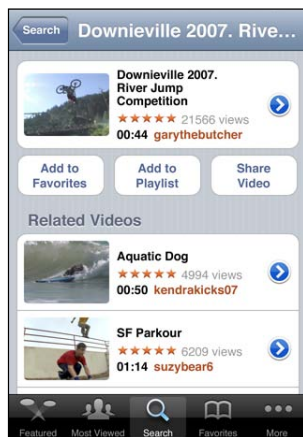 Search
Downieville 2007. Rive...
Downieville 2007.
River Jump
Competition
21566 views
00:44 garythebutcher
Add to
Favorites
Add to
Playlist
Share
Video
Related Videos
Aquatic Dog
4994 views
00:50 kendrakicks07
SF Parkour
6209 views
01:14 suzybear6
Featured
Most Viewed
Search
Favorites
More